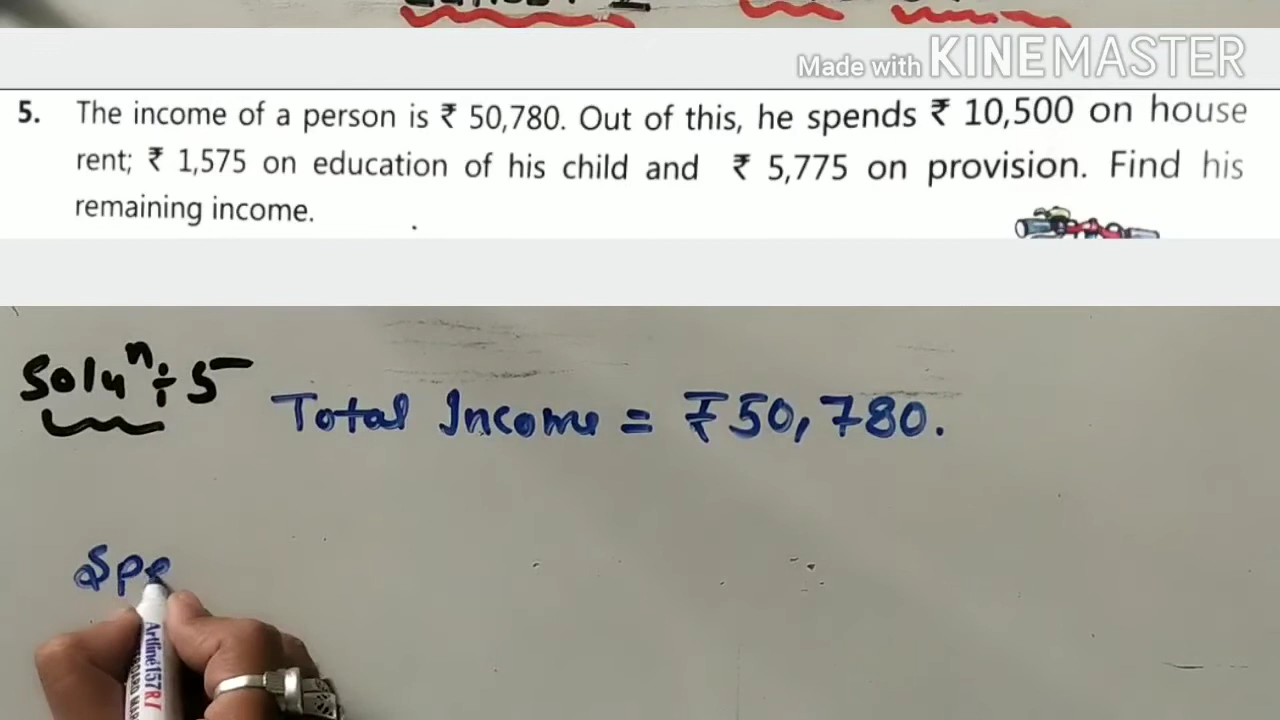 Made with KINEMASTER
5. The income of a person is ₹ 50,780. Out of this, he spends ₹ 10,500 on house
rent; ₹ 1,575 on education of his child and ₹ 5,775 on provision. Find his
remaining income.
Soluⁿ÷5
Total Income = ₹50,780.
Spe
Artline 157R